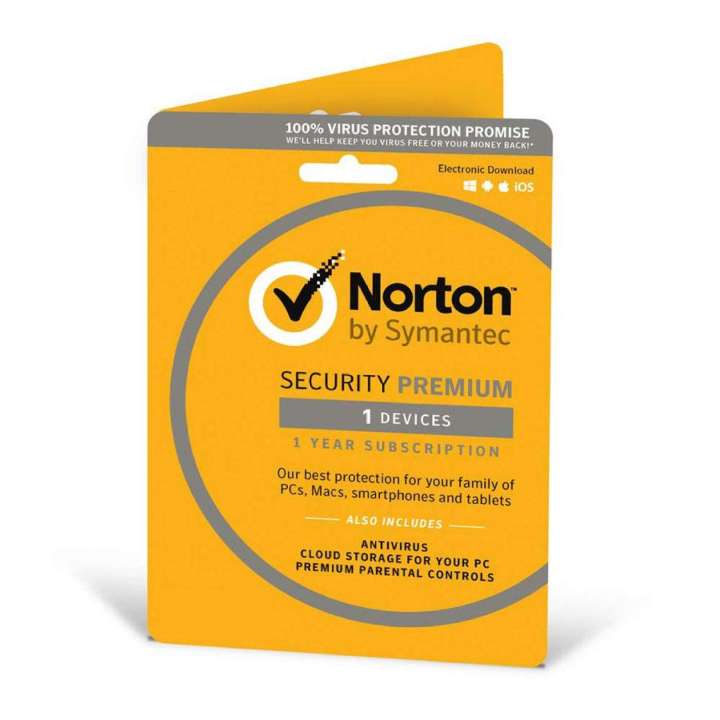 100% VIRUS PROTECTION PROMISE
WE'LL HELP KEEP YOU VIRUS FREE OR YOUR MONEY BACK!*
Electronic Download
iOS
Norton™
by Symantec
SECURITY PREMIUM
1 DEVICES
1 YEAR SUBSCRIPTION
Our best protection for your family of
PCs, Macs, smartphones and tablets
ALSO INCLUDES
ANTIVIRUS
CLOUD STORAGE FOR YOUR PC
PREMIUM PARENTAL CONTROLS